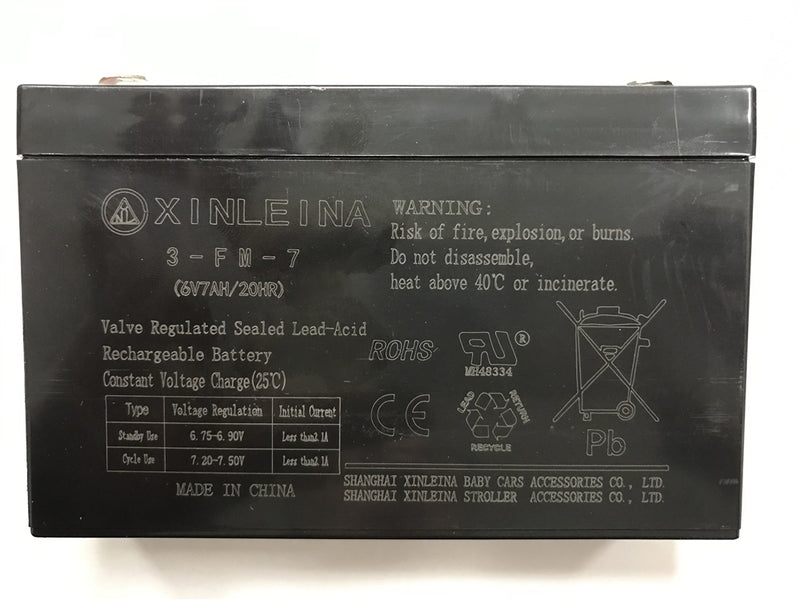 XINLEINA
3-FM-7
(6V7AH/20HR)
WARNING:
Risk of fire, explosion, or burns.
Do not disassemble,
heat above 40℃ or incinerate.
Valve Regulated Sealed Lead-Acid
Rechargeable Battery
Constant Voltage Charge(25℃)
Type Voltage Regulation Initial Current
Standby Use 6.75-6.90V Less than2.1A
Cycle Use 7.20-7.50V Less than2.1A
MADE IN CHINA
ROHS
®
MH48334
CE
LEAD RETURN
RECYCLE
Pb
SHANGHAI XINLEINA BABY CARS ACCESSORIES CO., LTD.
SHANGHAI XINLEINA STROLLER ACCESSORIES CO., LTD.